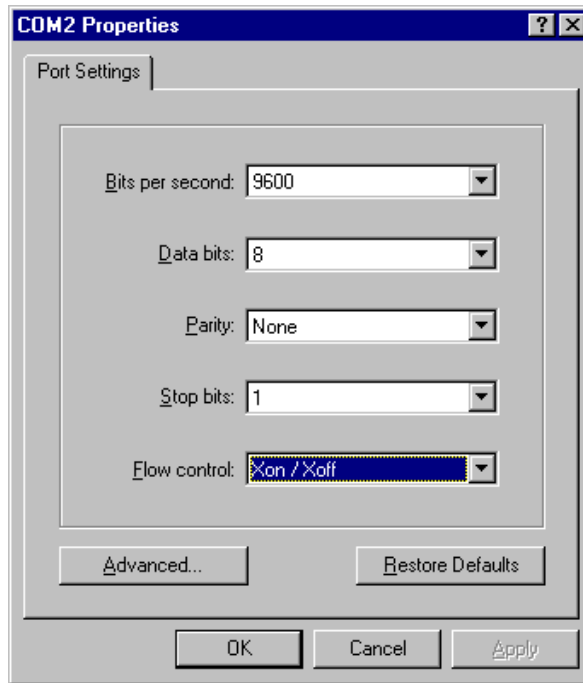 COM2 Properties
Port Settings
Bits per second: 9600
Data bits: 8
Parity: None
Stop bits: 1
Flow control: Xon / Xoff
Advanced... Restore Defaults
OK Cancel Apply